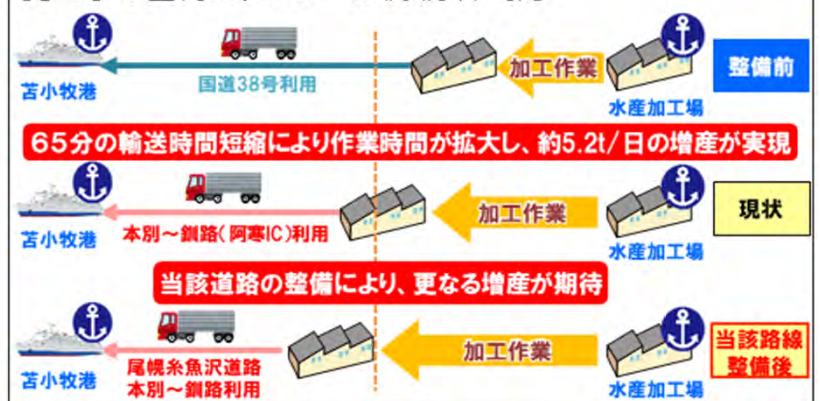 国道38号利用
加工作業
整備前
苫小牧港
水産加工場
65分の輸送時間短縮により作業時間が拡大し、約5.2t/日の増産が実現
本別～釧路(阿寒IC)利用
加工作業
現状
苫小牧港
水産加工場
当該道路の整備により、更なる増産が期待
尾幌糸魚沢道路
本別～釧路利用
加工作業
当該路線
整備後
苫小牧港
水産加工場